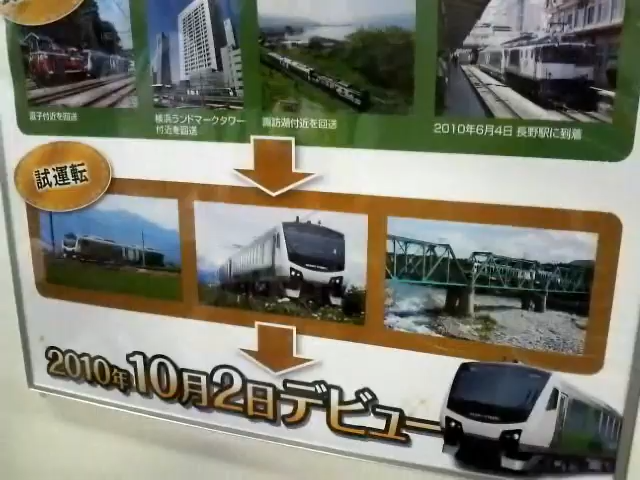 逗子付近を回送
横浜ランドマークタワー
付近を回送
諏訪湖付近を回送
2010年6月4日 長野駅に到着
試運転
2010年10月2日デビュー